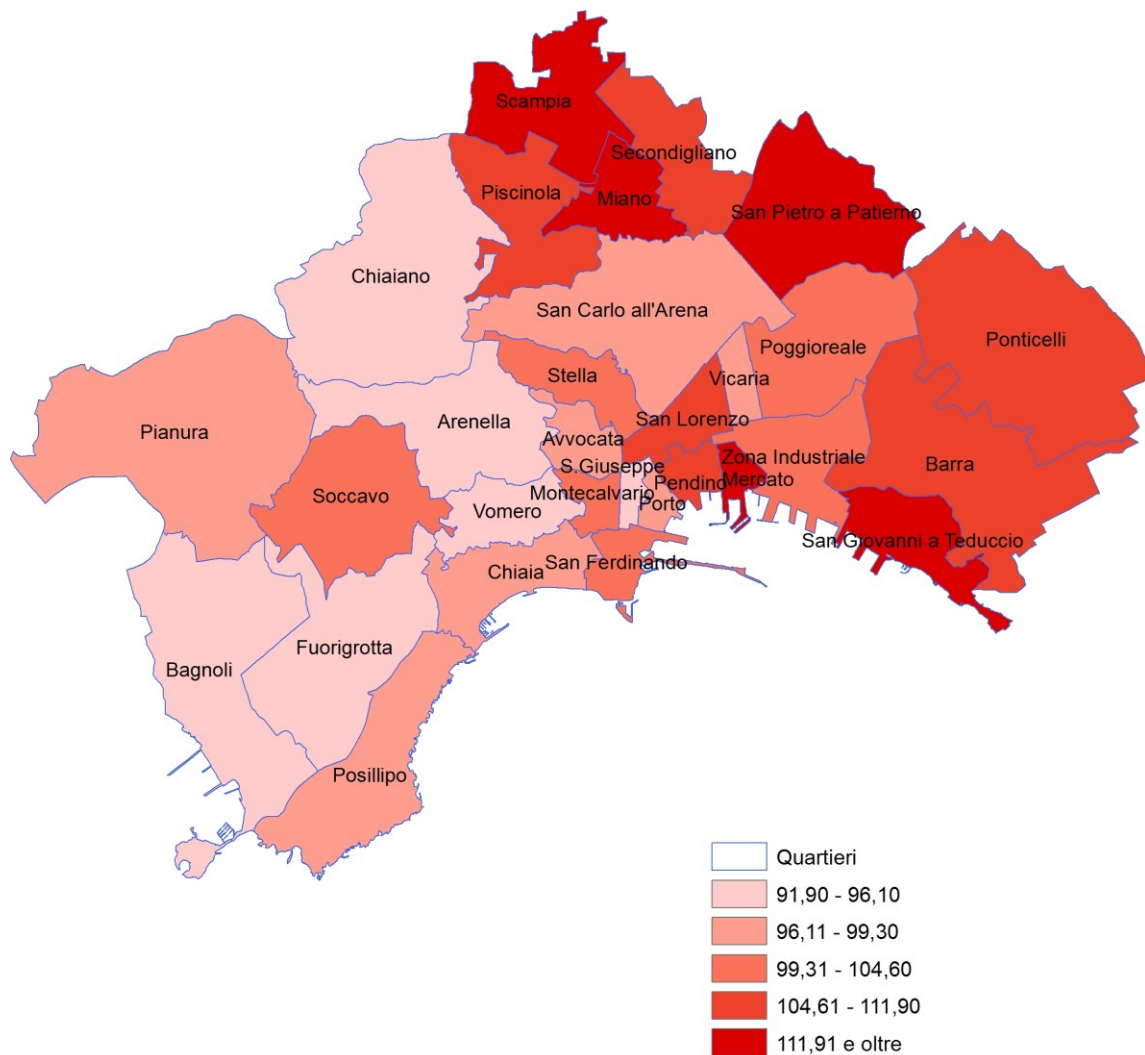 Scampia
Secondigliano
Piscinola
Miano
San Pietro a Patierno
Chiaiano
San Carlo all'Arena
Ponticelli
Poggioreale
Stella
Vicaria
Pianura
Arenella
San Lorenzo
Avvocata
Zona Industriale
Barra
S.Giuseppe
Soccavo
Pendino
Mercato
Montecalvario
Porto
Vomero
San Giovanni a Teduccio
San Ferdinando
Chiaia
Fuorigrotta
Bagnoli
Posillipo
Quartieri
91,90 - 96,10
96,11 - 99,30
99,31 - 104,60
104,61 - 111,90
111,91 e oltre